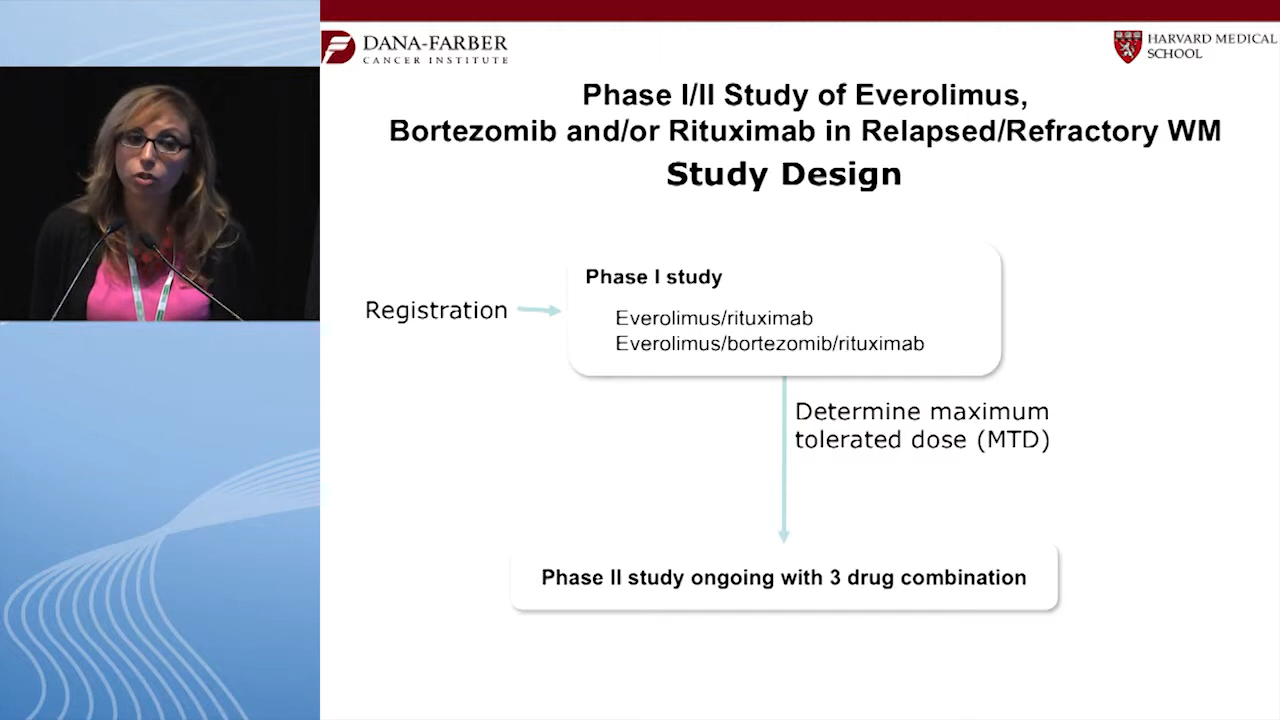 DANA-FARBER
CANCER INSTITUTE
HARVARD MEDICAL
SCHOOL
Phase I/II Study of Everolimus,
Bortezomib and/or Rituximab in Relapsed/Refractory WM
Study Design
Phase I study
Registration
Everolimus/rituximab
Everolimus/bortezomib/rituximab
Determine maximum
tolerated dose (MTD)
Phase II study ongoing with 3 drug combination